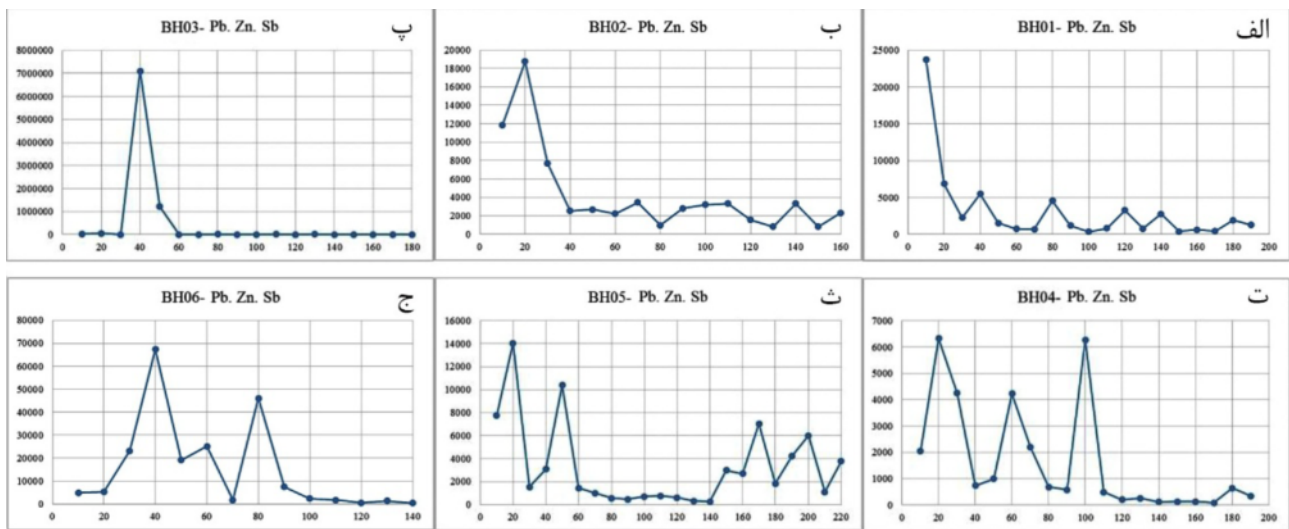 الف
BH01- Pb. Zn. Sb
25000
20000
15000
10000
5000
0
0 20 40 60 80 100 120 140 160 180 200
ب
BH02- Pb. Zn. Sb
20000
18000
16000
14000
12000
10000
8000
6000
4000
2000
0
0 20 40 60 80 100 120 140 160
پ
BH03- Pb. Zn. Sb
8000000
7000000
6000000
5000000
4000000
3000000
2000000
1000000
0
0 20 40 60 80 100 120 140 160 180
ت
BH04- Pb. Zn. Sb
7000
6000
5000
4000
3000
2000
1000
0
0 20 40 60 80 100 120 140 160 180 200
ث
BH05- Pb. Zn. Sb
16000
14000
12000
10000
8000
6000
4000
2000
0
0 20 40 60 80 100 120 140 160 180 200 220
ج
BH06- Pb. Zn. Sb
80000
70000
60000
50000
40000
30000
20000
10000
0
0 20 40 60 80 100 120 140